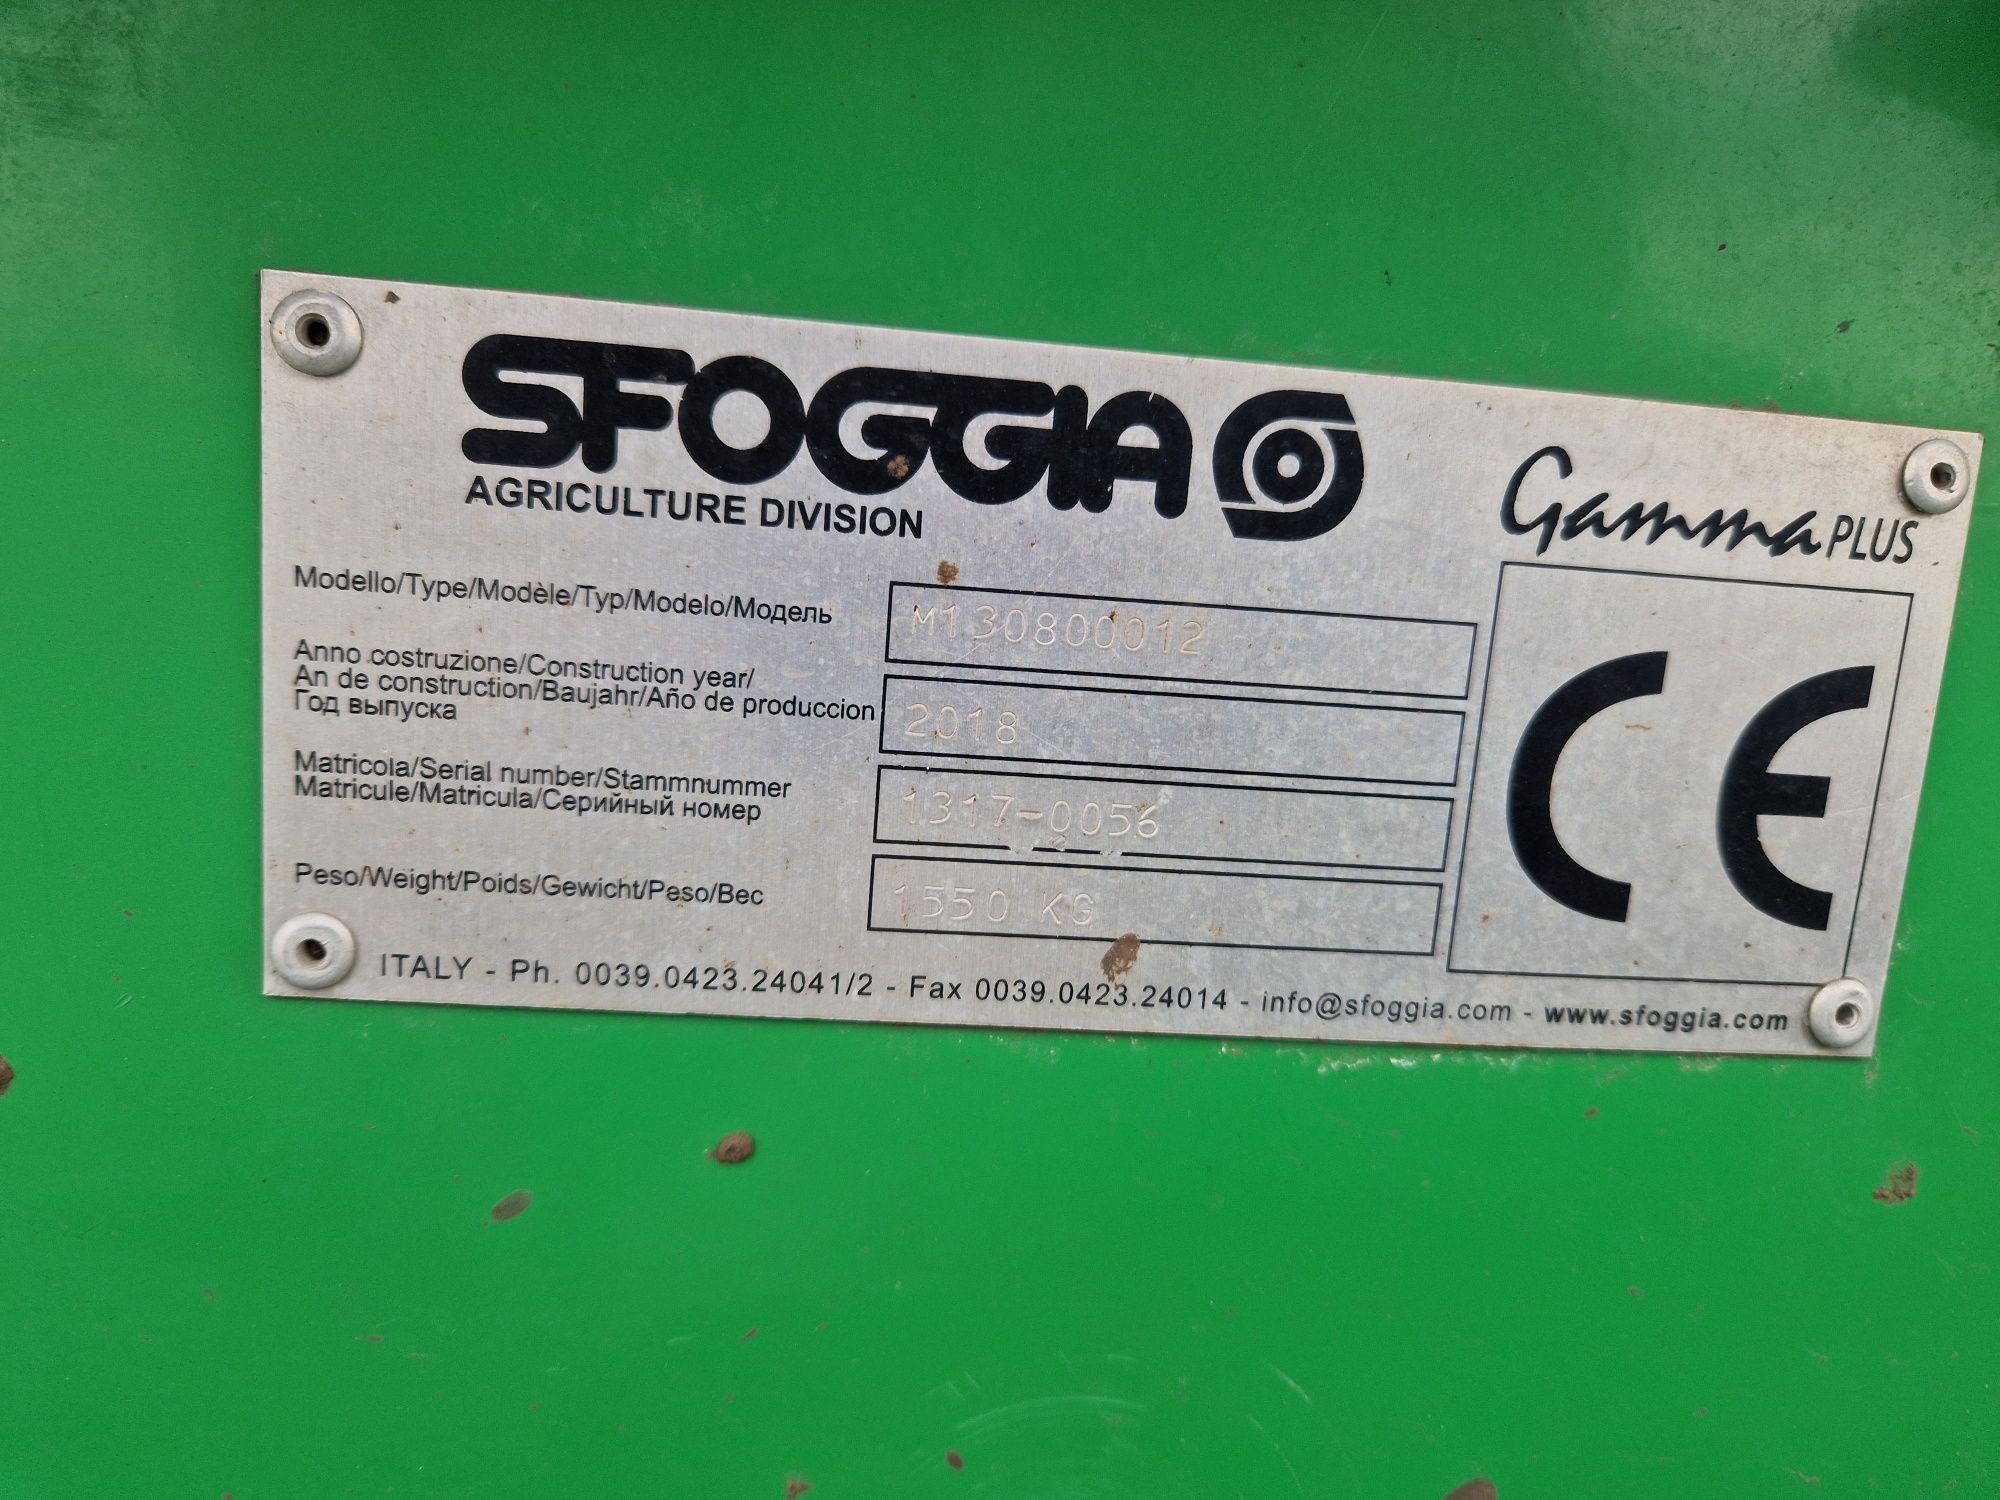 SFOGGIA
AGRICULTURE DIVISION
Gamma PLUS
Modello/Type/Modèle/Typ/Modelo/Модель
M130800012
Anno costruzione/Construction year/
An de construction/Baujahr/Año de produccion
Год выпуска
2018
Matricola/Serial number/Stammnummer
Matricule/Matricula/Серийный номер
1317-0056
Peso/Weight/Poids/Gewicht/Peso/Вес
1550 KG
CE
ITALY - Ph. 0039.0423.24041/2 - Fax 0039.0423.24014 - info@sfoggia.com - www.sfoggia.com